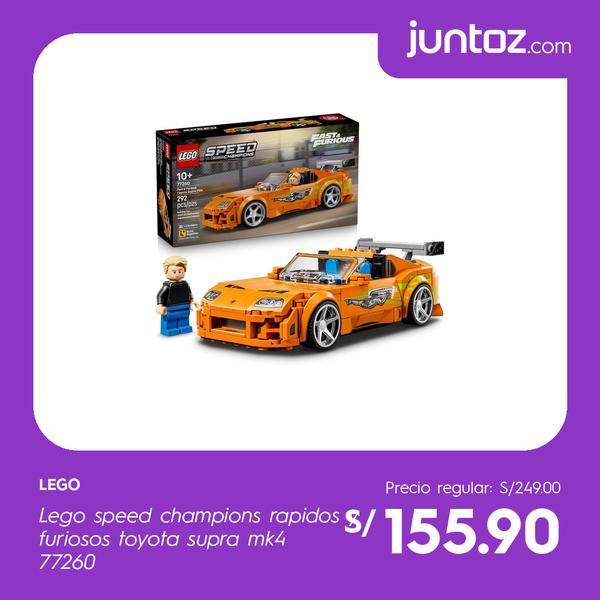 juntoz.com
LEGO SPEED CHAMPIONS
FAST & FURIOUS
10+
77260
292
pcs/pzs
LEGO
Precio regular: S/249.00
Lego speed champions rapidos
furiosos toyota supra mk4
77260
S/ 155.90